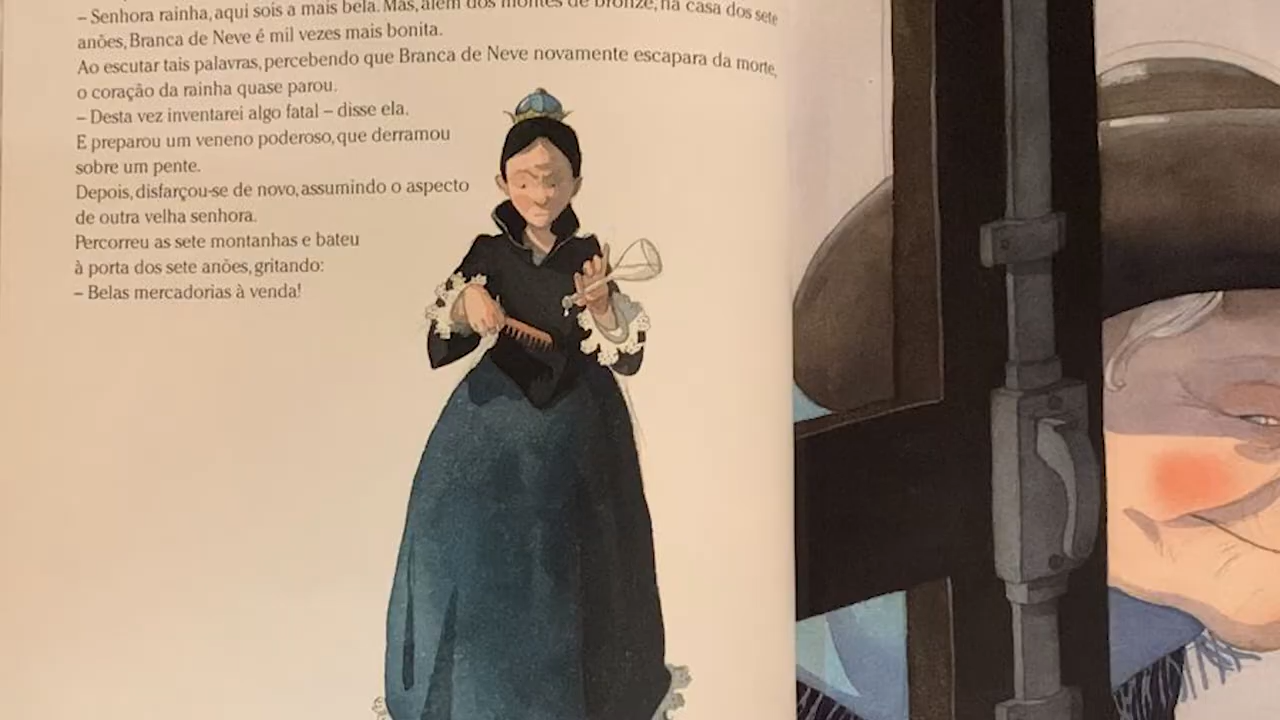 – Senhora rainha, aqui sois a mais bela. Mas, além dos montes de bronze, na casa dos sete
anões, Branca de Neve é mil vezes mais bonita.
Ao escutar tais palavras, percebendo que Branca de Neve novamente escapara da morte,
o coração da rainha quase parou.
– Desta vez inventarei algo fatal – disse ela.
E preparou um veneno poderoso, que derramou
sobre um pente.
Depois, disfarçou-se de novo, assumindo o aspecto
de outra velha senhora.
Percorreu as sete montanhas e bateu
à porta dos sete anões, gritando:
– Belas mercadorias à venda!